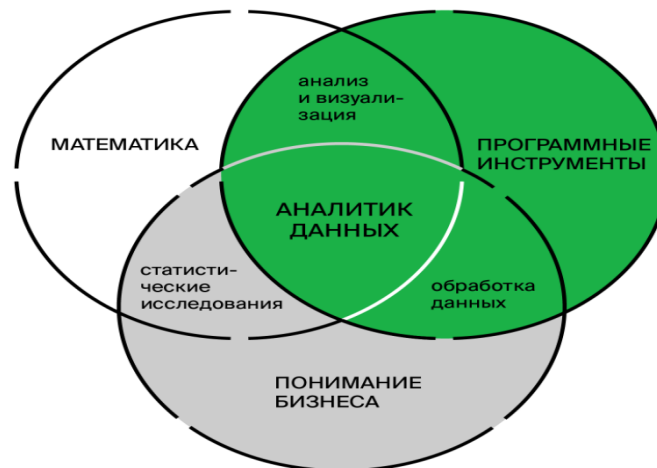 анализ
и визуали-
зация
МАТЕМАТИКА
ПРОГРАММНЫЕ
ИНСТРУМЕНТЫ
АНАЛИТИК
ДАННЫХ
статисти-
ческие
исследования
обработка
данных
ПОНИМАНИЕ
БИЗНЕСА